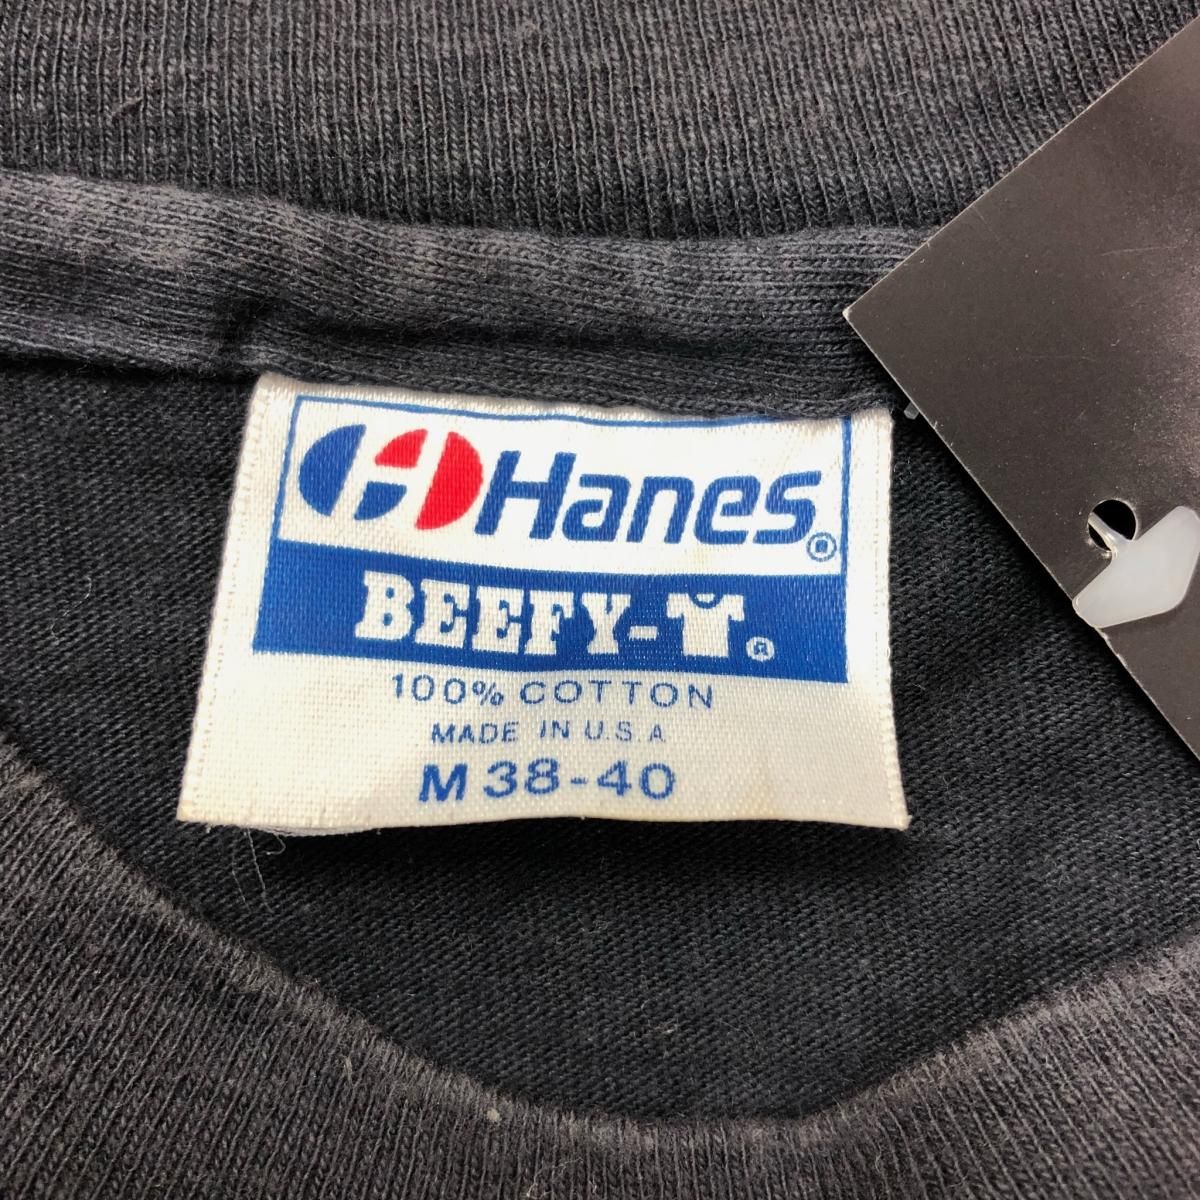 H Hanes®
BEEFY-T®
100% COTTON
MADE IN U.S.A
M 38-40